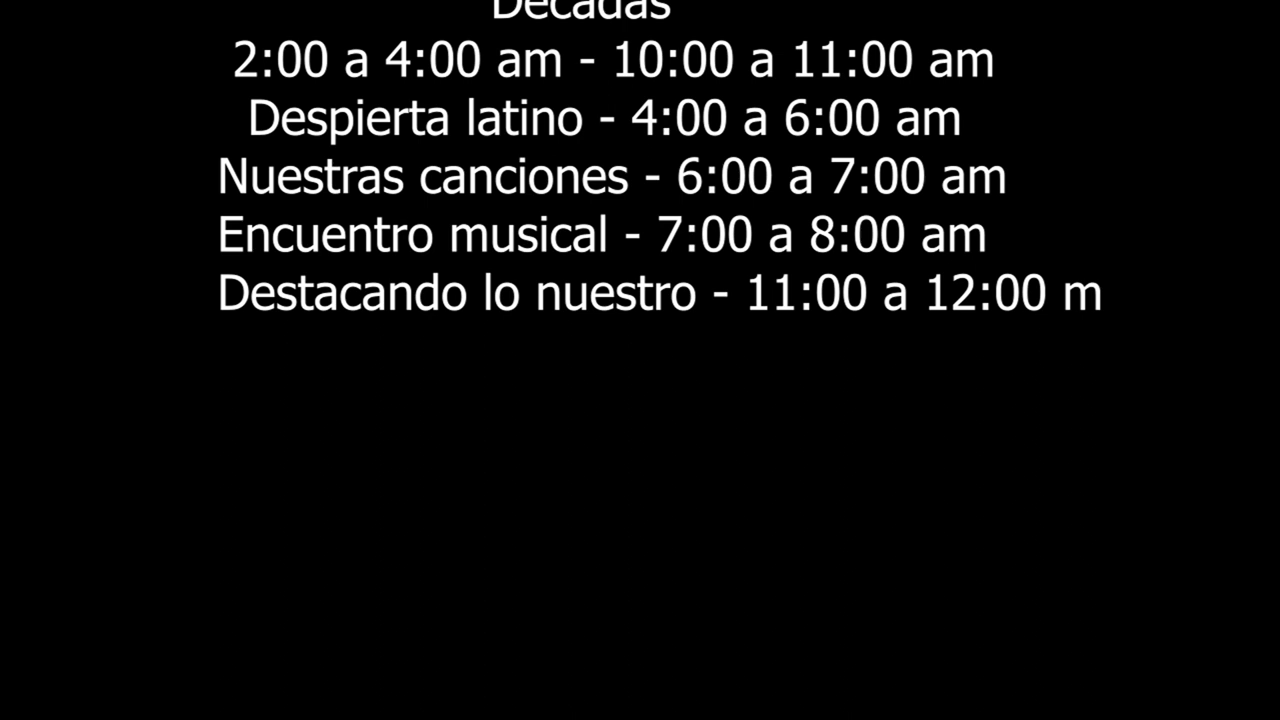 Decadas
2:00 a 4:00 am - 10:00 a 11:00 am
Despierta latino - 4:00 a 6:00 am
Nuestras canciones - 6:00 a 7:00 am
Encuentro musical - 7:00 a 8:00 am
Destacando lo nuestro - 11:00 a 12:00 m